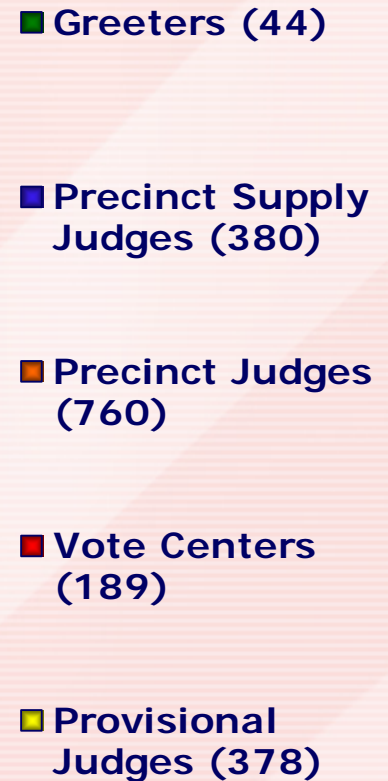 Greeters (44)
Precinct Supply
Judges (380)
Precinct Judges
(760)
Vote Centers
(189)
Provisional
Judges (378)